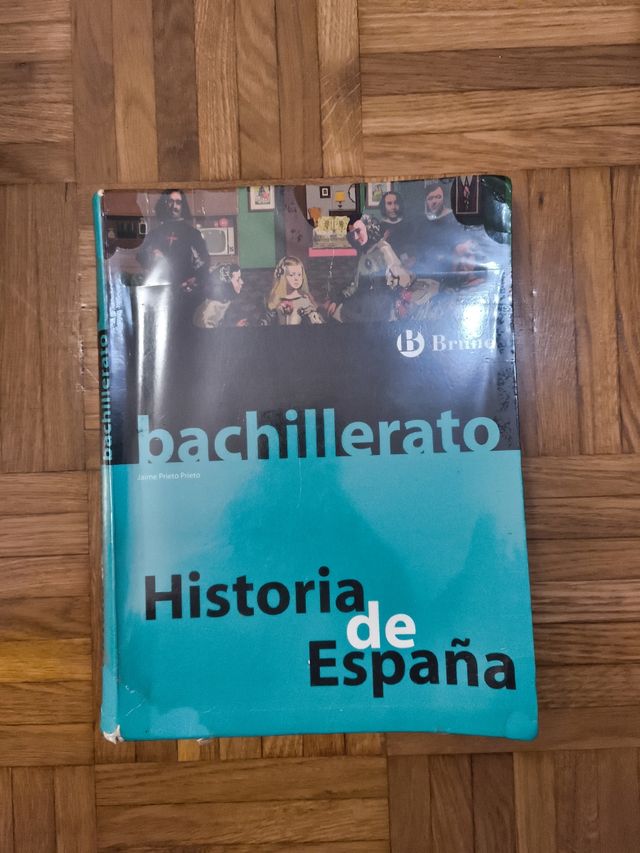 B Bruño
bachillerato
Jaime Prieto Prieto
Historia
de
España
bachillerato